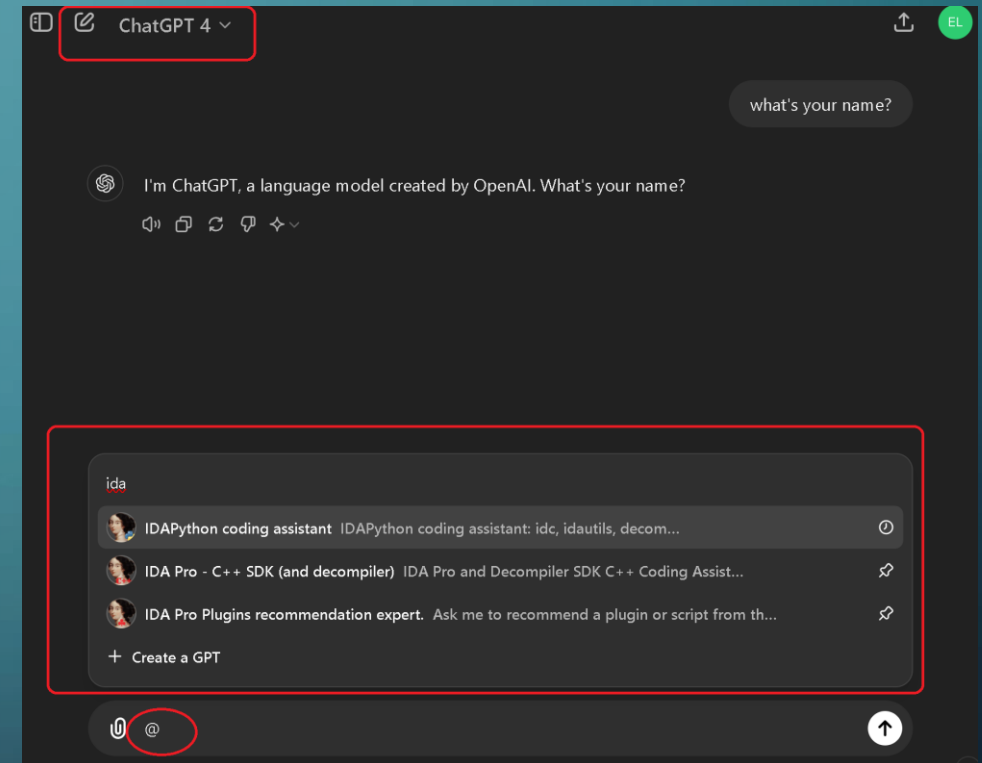 ChatGPT 4
EL
what's your name?
I'm ChatGPT, a language model created by OpenAI. What's your name?
ida
IDAPython coding assistant IDAPython coding assistant: idc, idautils, decom...
IDA Pro - C++ SDK (and decompiler) IDA Pro and Decompiler SDK C++ Coding Assist...
IDA Pro Plugins recommendation expert. Ask me to recommend a plugin or script from th...
+ Create a GPT
@